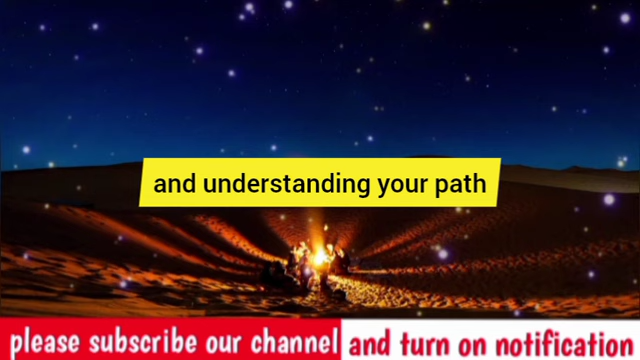 and understanding your path
please subscribe our channel and turn on notification